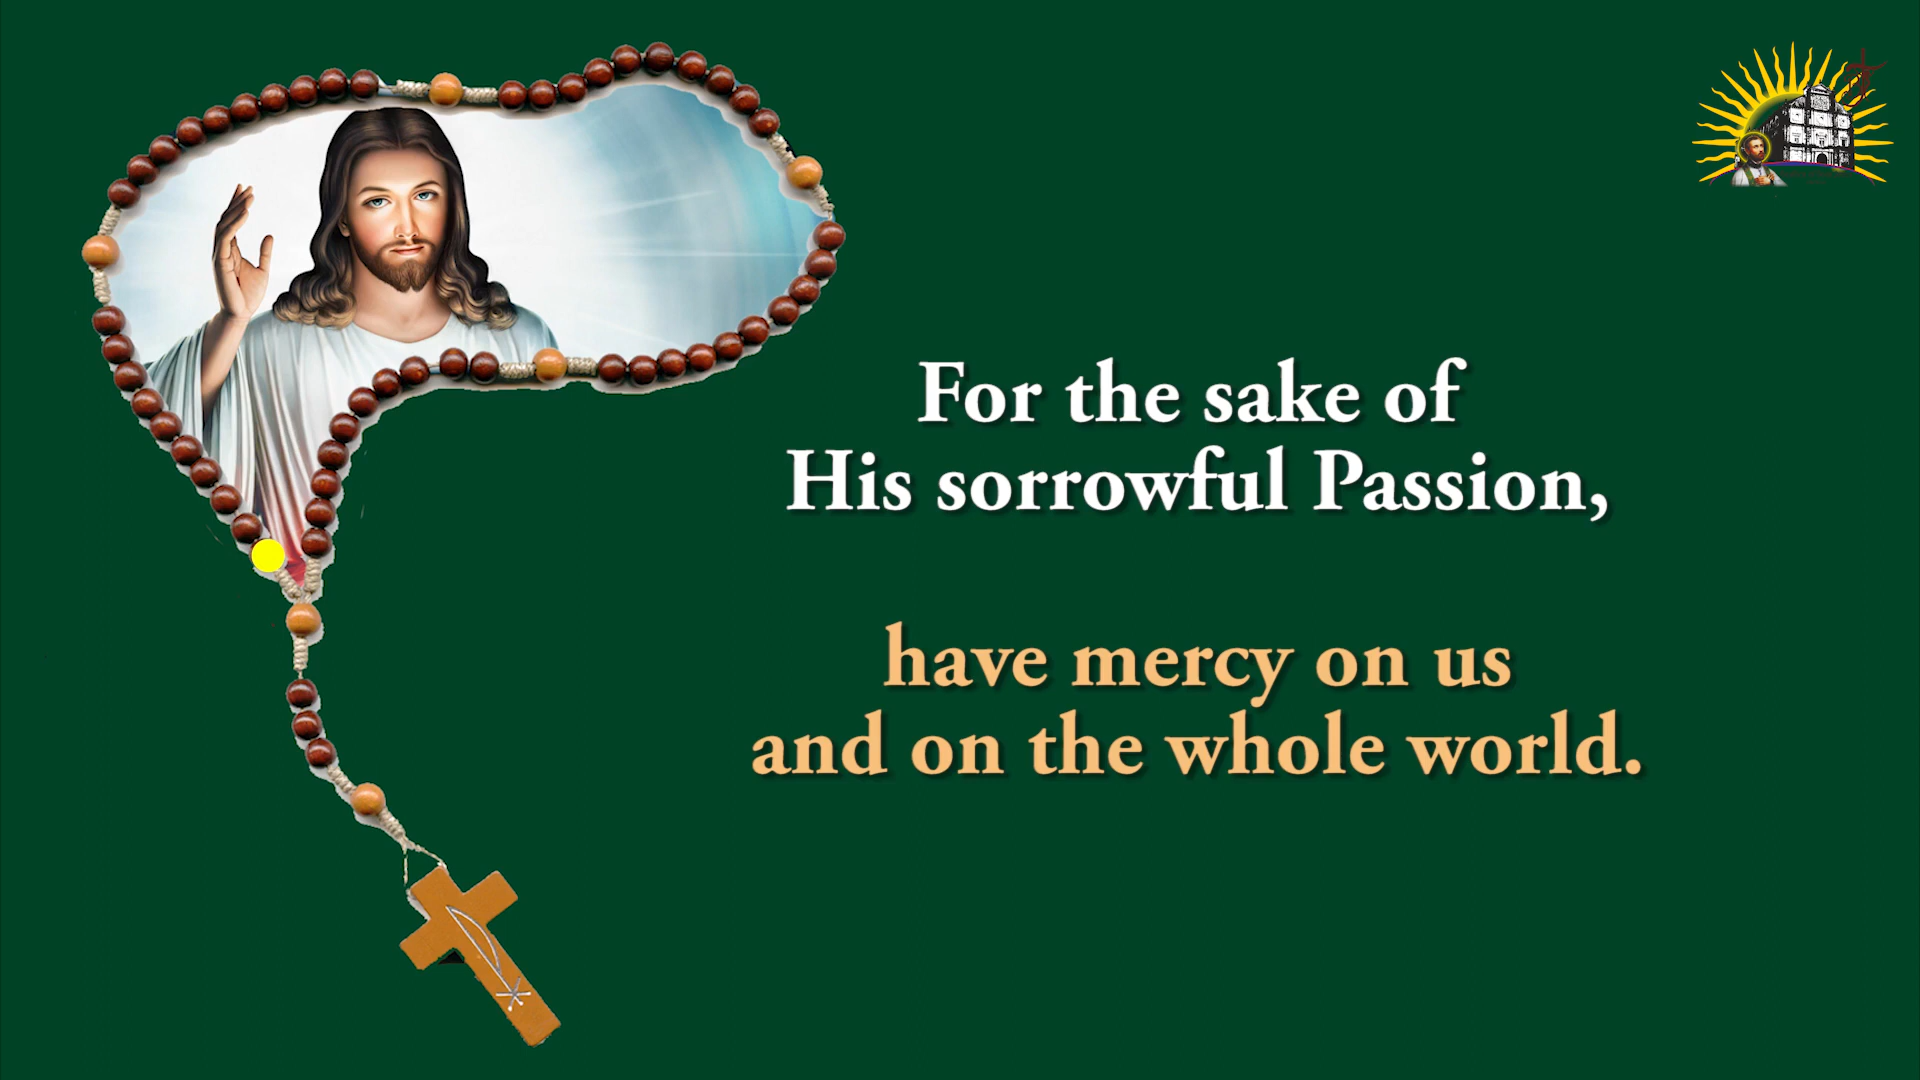 For the sake of
His sorrowful Passion,
have mercy on us
and on the whole world.